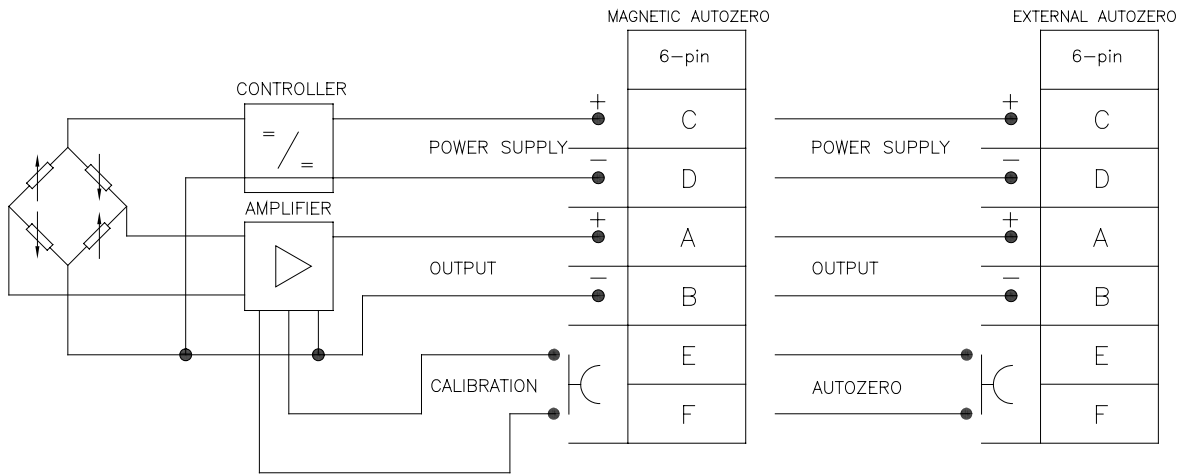 MAGNETIC AUTOZERO
EXTERNAL AUTOZERO
6-pin
6-pin
CONTROLLER
+
C
+
C
=
/
=
POWER SUPPLY
POWER SUPPLY
–
D
–
D
AMPLIFIER
+
A
+
A
OUTPUT
OUTPUT
–
B
–
B
E
E
CALIBRATION
AUTOZERO
F
F